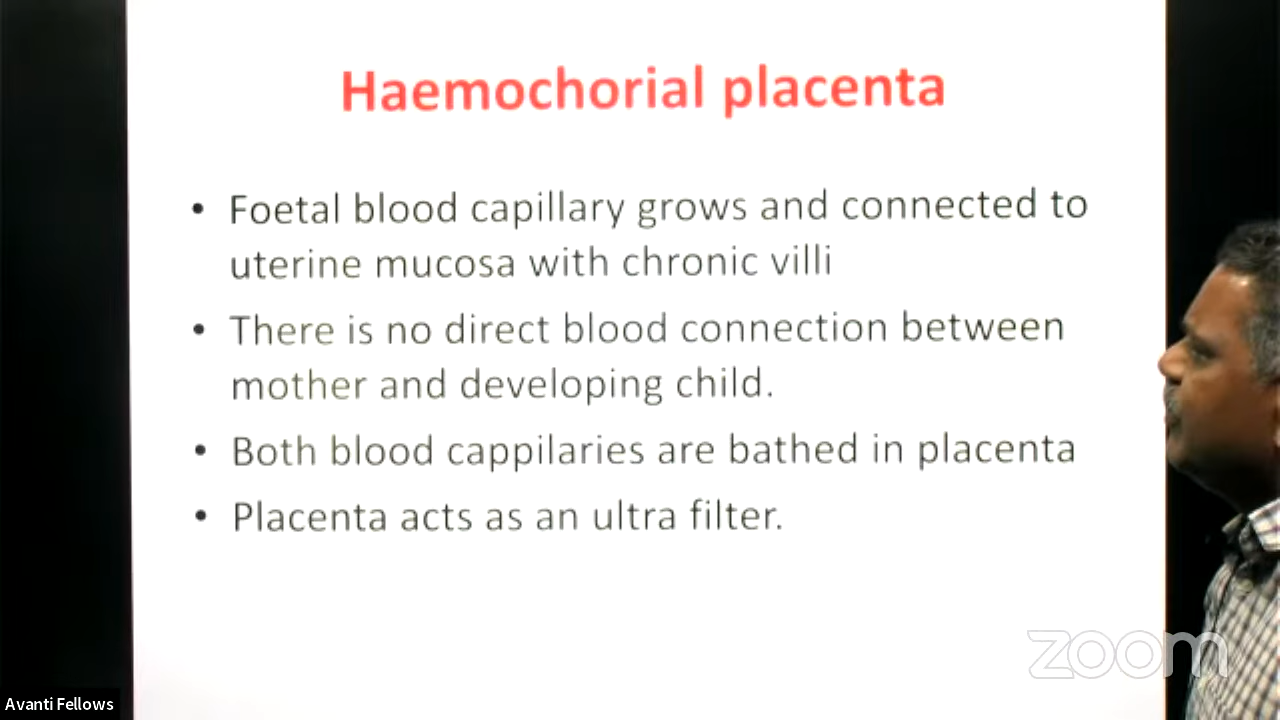 Haemochorial placenta
• Foetal blood capillary grows and connected to
uterine mucosa with chronic villi
• There is no direct blood connection between
mother and developing child.
• Both blood cappilaries are bathed in placenta
• Placenta acts as an ultra filter.
zoom
Avanti Fellows